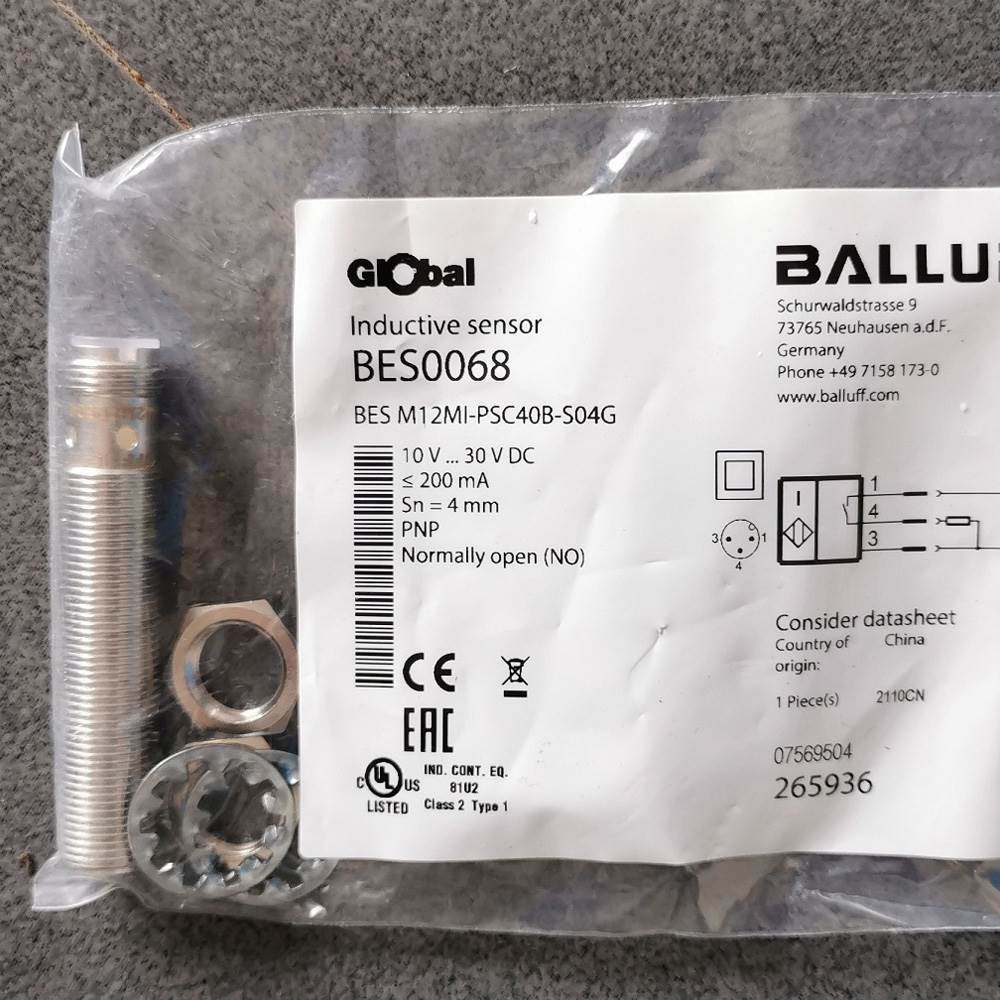 Global
Inductive sensor
BES0068
BES M12MI-PSC40B-S04G
10 V ... 30 V DC
≤ 200 mA
Sn = 4 mm
PNP
Normally open (NO)
CE
EAC
C UL US
LISTED
IND. CONT. EQ.
81U2
Class 2 Type 1
BALLU
Schurwaldstrasse 9
73765 Neuhausen a.d.F.
Germany
Phone +49 7158 173-0
www.balluff.com
1
4
3
3 1
4
Consider datasheet
Country of origin: China
1 Piece(s) 2110CN
07569504
265936